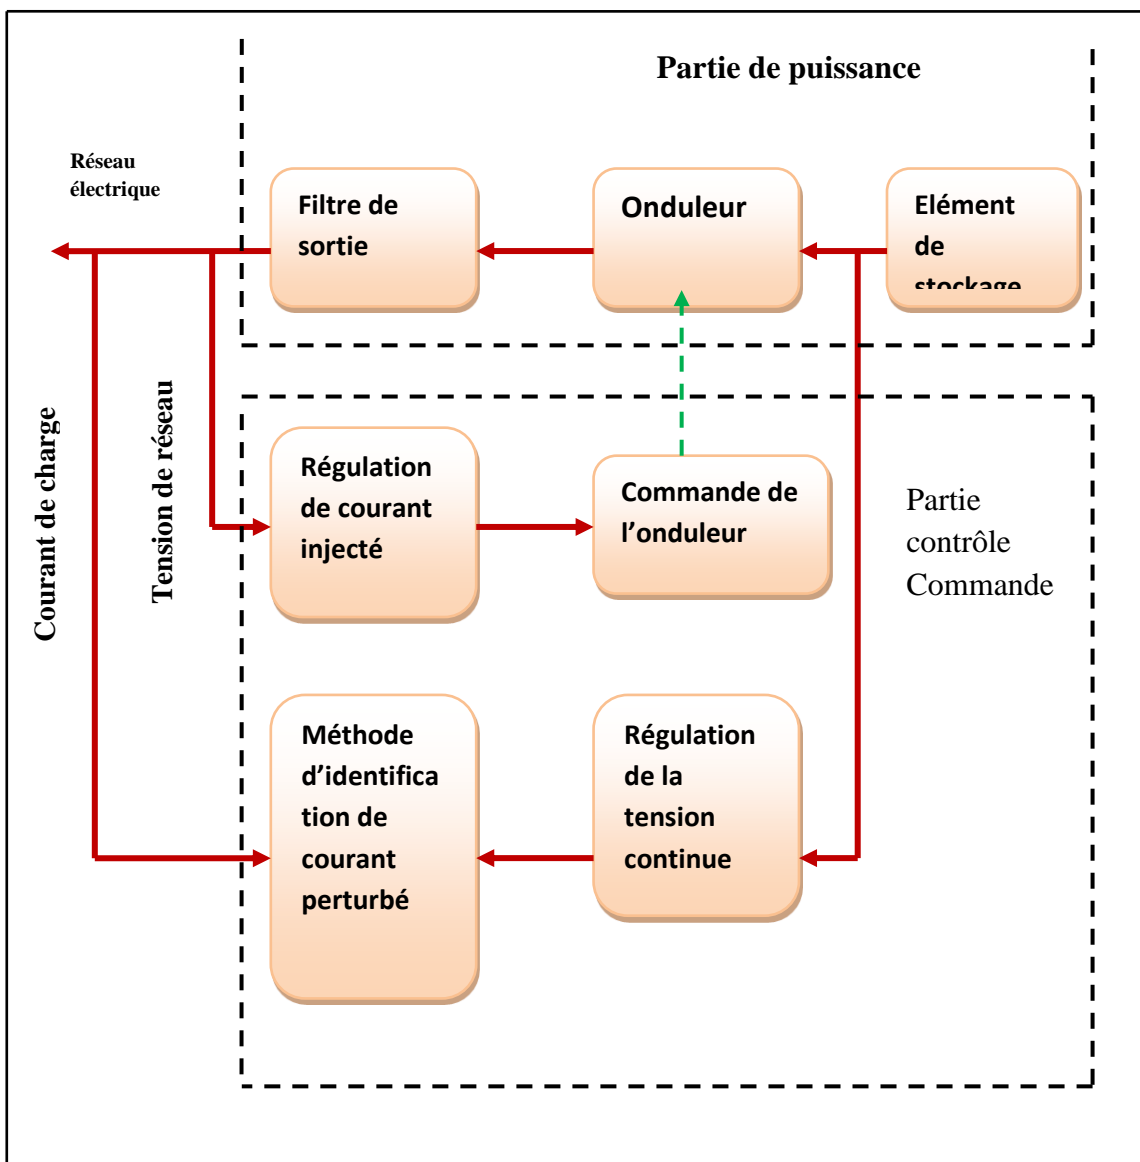 Partie de puissance
Réseau
électrique
Filtre de
sortie
Onduleur
Elément
de
stockage
Courant de charge
Tension de réseau
Régulation
de courant
injecté
Commande de
l’onduleur
Partie
contrôle
Commande
Méthode
d’identifica
tion de
courant
perturbé
Régulation
de la
tension
continue